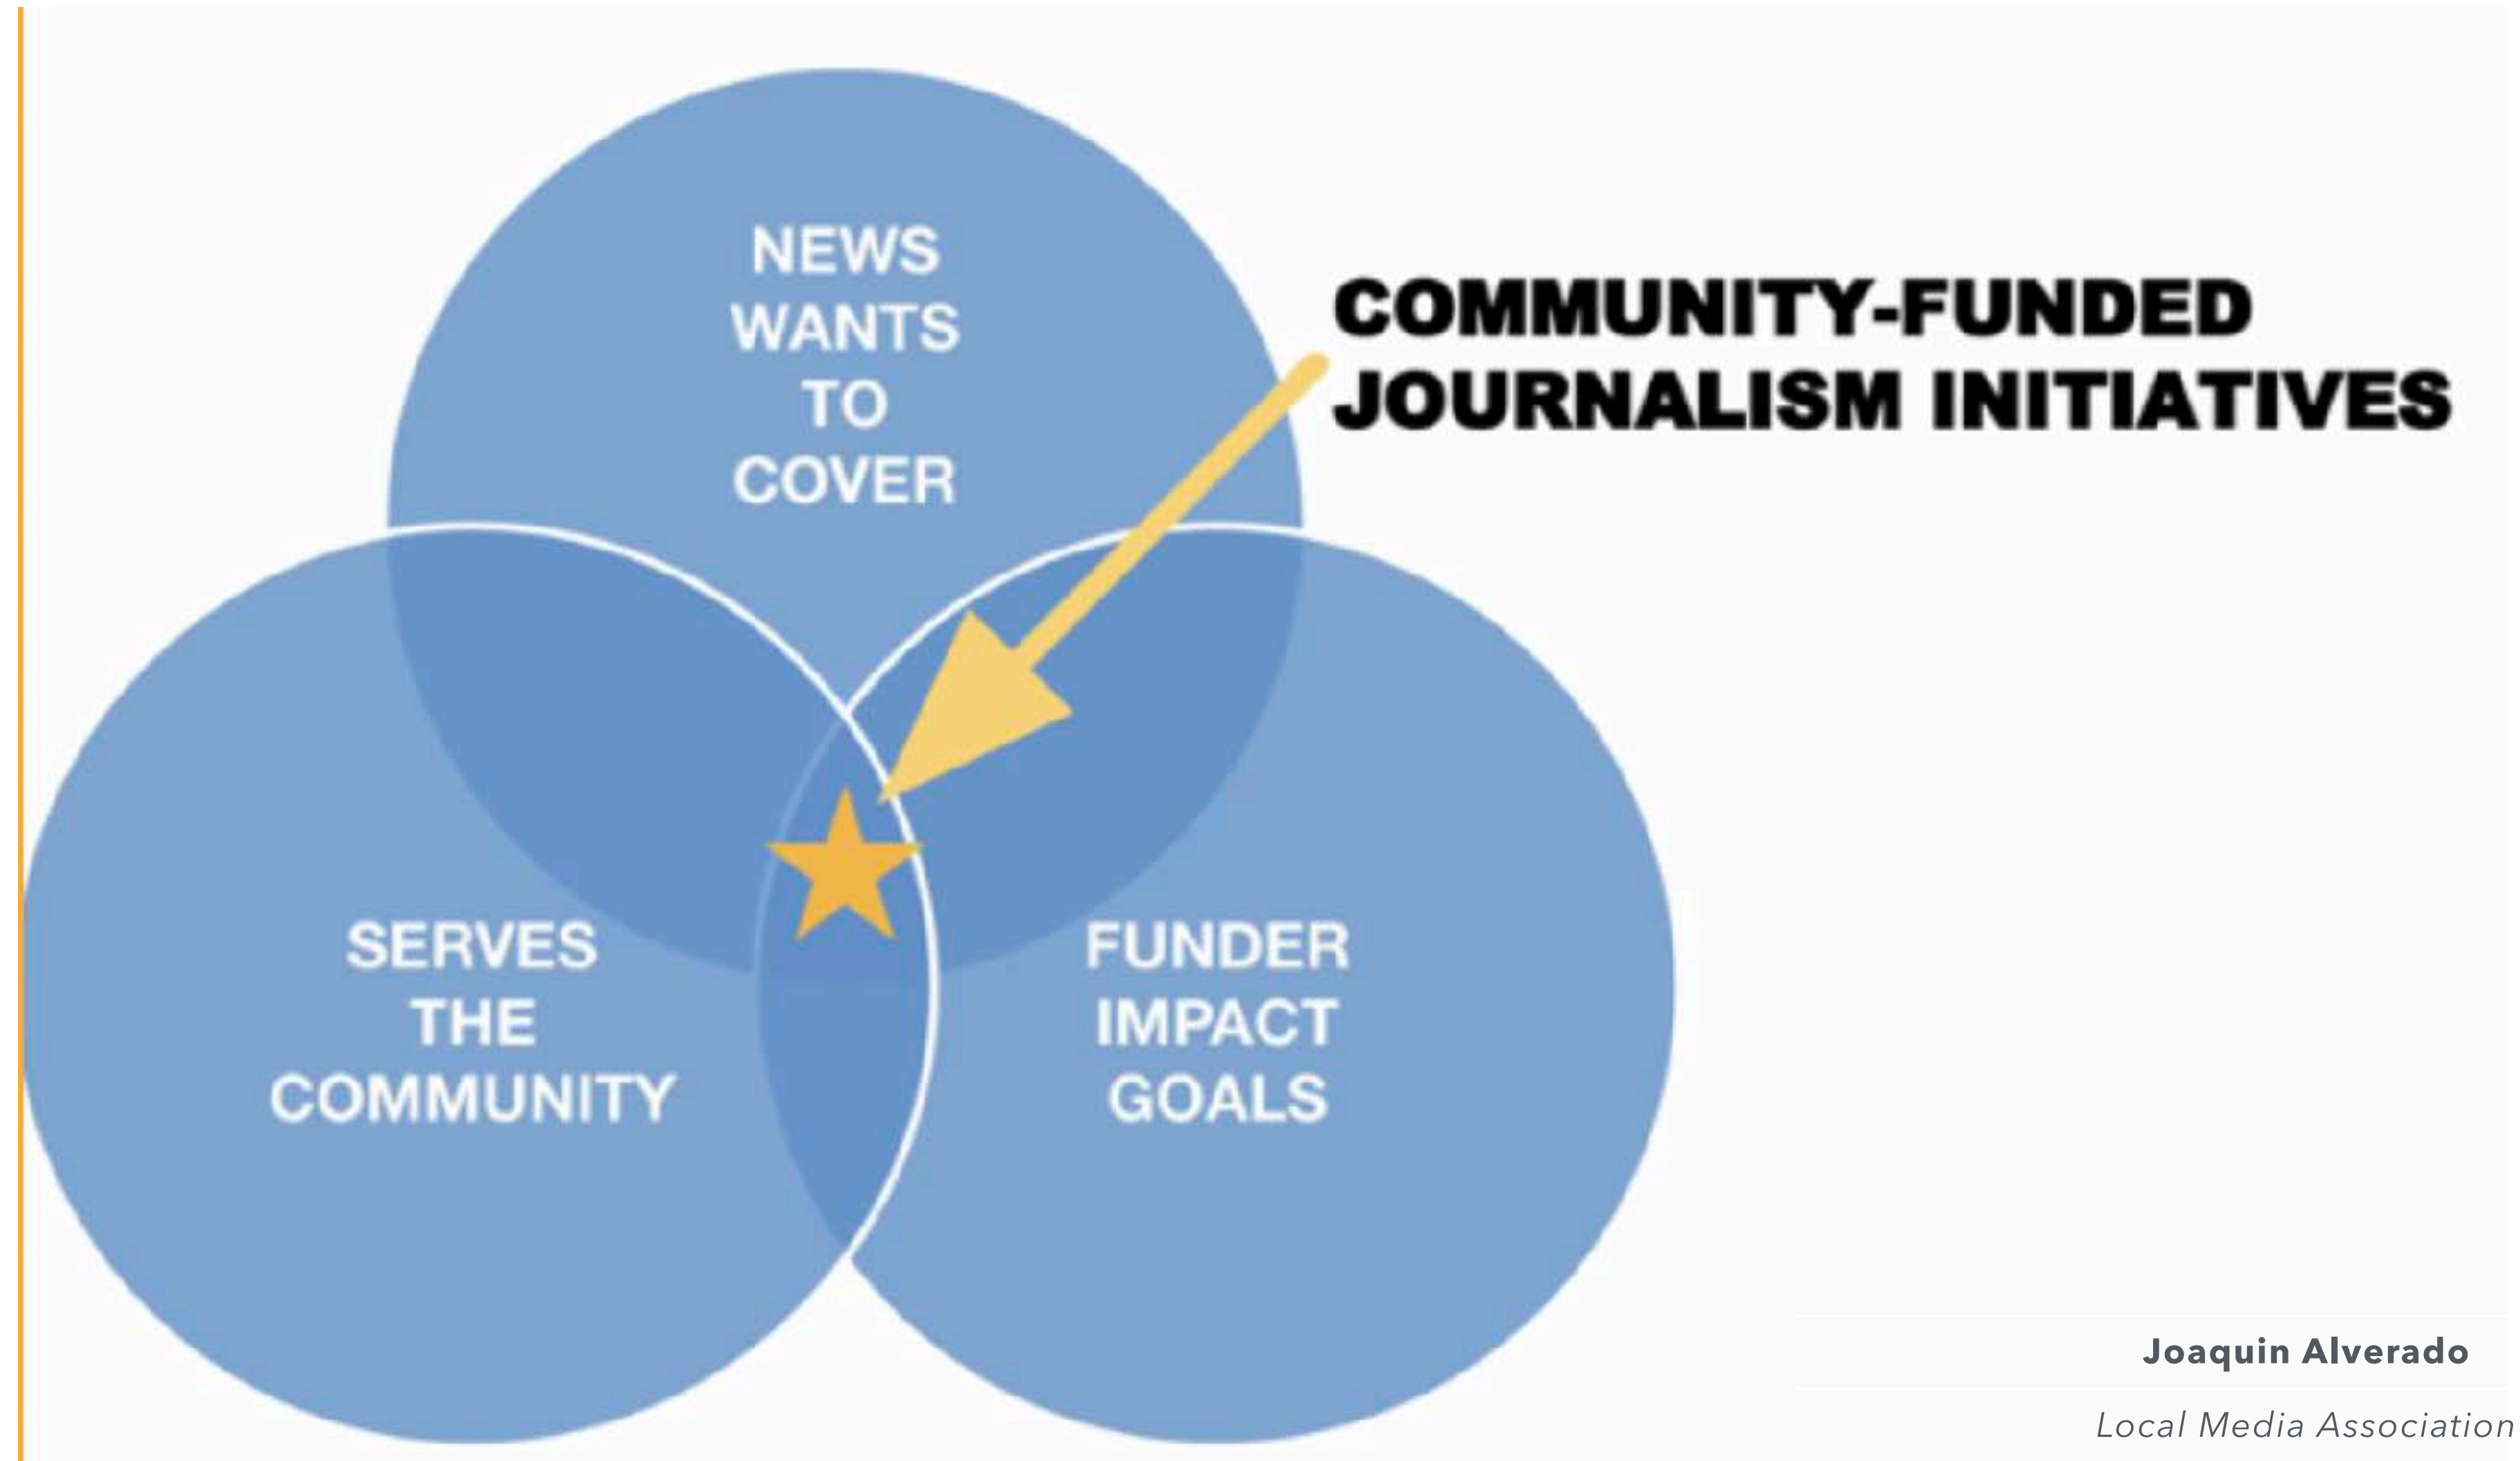 NEWS
WANTS
TO
COVER
COMMUNITY-FUNDED
JOURNALISM INITIATIVES
SERVES
THE
COMMUNITY
FUNDER
IMPACT
GOALS
Joaquin Alverado
Local Media Association